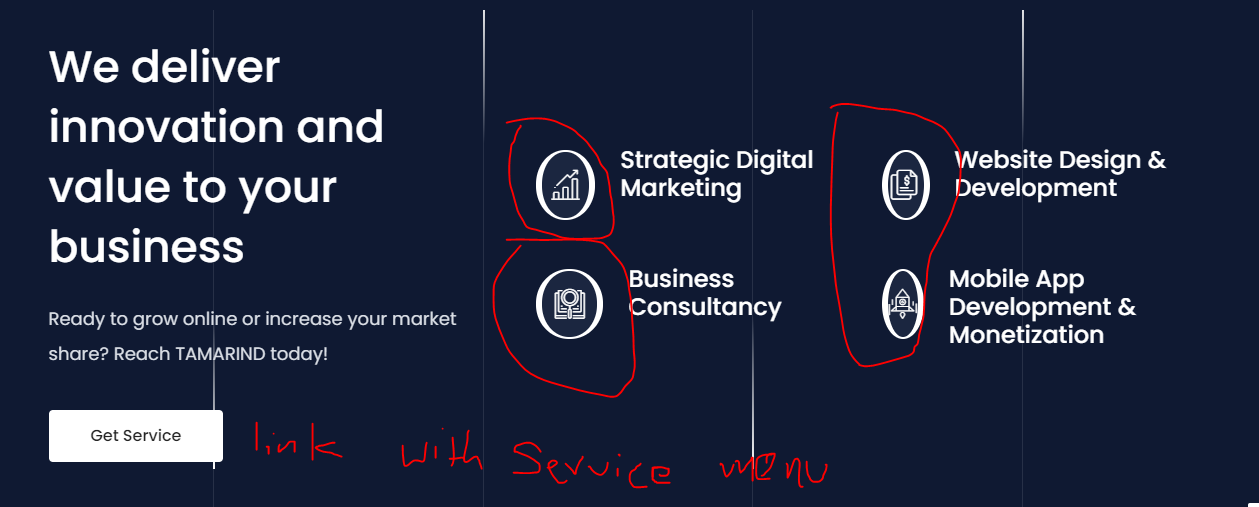 We deliver
innovation and
value to your
business
Ready to grow online or increase your market
share? Reach TAMARIND today!
Get Service
link with Service menu
Strategic Digital
Marketing
Business
Consultancy
Website Design &
Development
Mobile App
Development &
Monetization